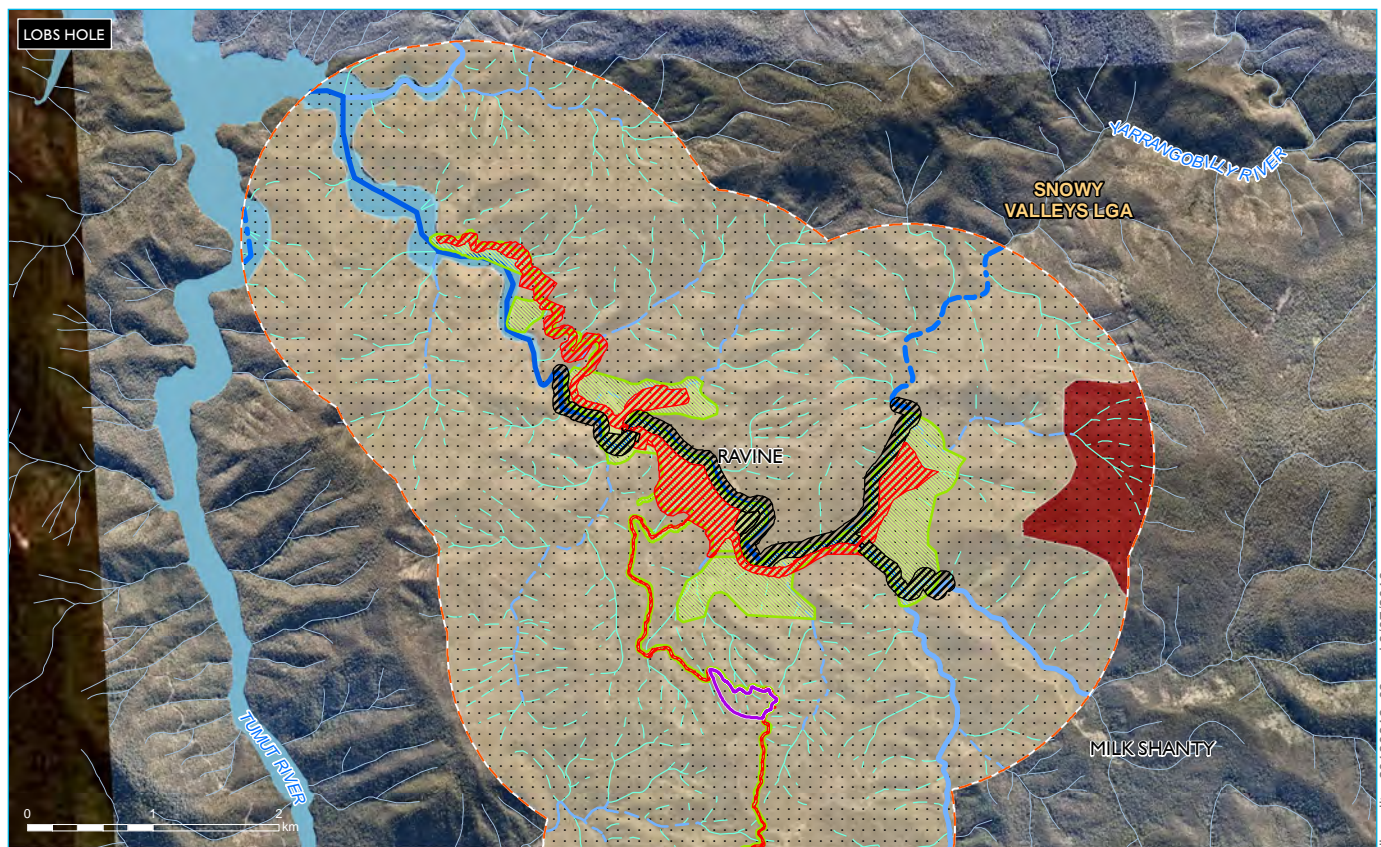 LOBS HOLE
YARRANGOBILLY RIVER
SNOWY
VALLEYS LGA
RAVINE
TUMUT RIVER
MILK SHANTY
0 1 2
km